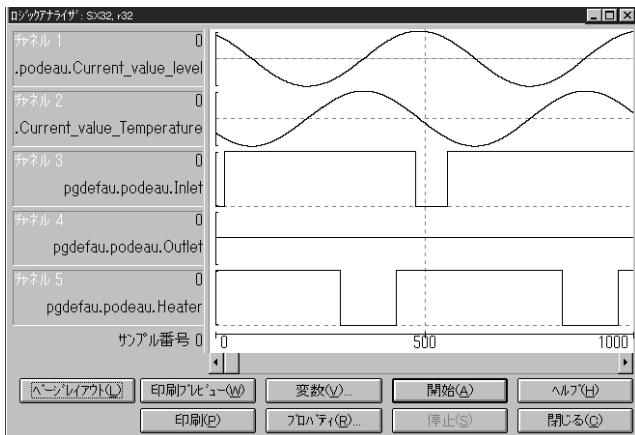 ロジックアナライザ: SX32, r32
チャネル 1 0
.podeau.Current_value_level
チャネル 2 0
.Current_value_Temperature
チャネル 3 0
pgdefau.podeau.Inlet
チャネル 4 0
pgdefau.podeau.Outlet
チャネル 5 0
pgdefau.podeau.Heater
サンプル番号 0
0 500 1000
ページレイアウト(L) 印刷プレビュー(W) 変数(V)... 開始(A) ヘルプ(H)
印刷(P) プロパティ(R)... 停止(S) 閉じる(C)